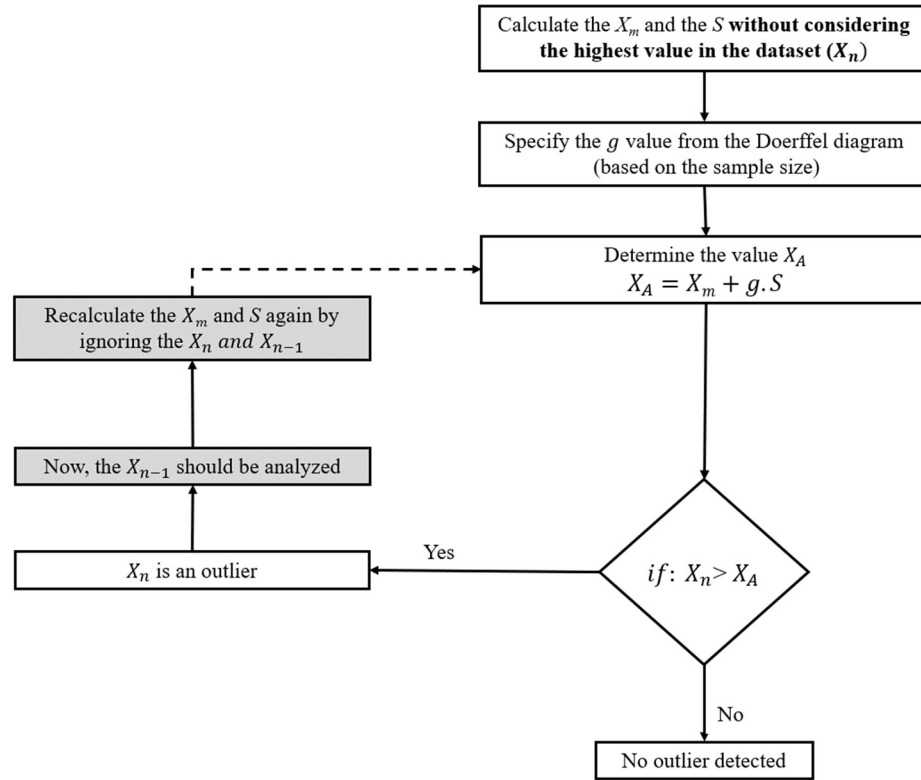 Calculate the X_m and the S without considering
the highest value in the dataset (X_n)
Specify the g value from the Doerffel diagram
(based on the sample size)
Determine the value X_A
X_A = X_m + g.S
Recalculate the X_m and S again by
ignoring the X_n and X_{n−1}
Now, the X_{n−1} should be analyzed
Yes
X_n is an outlier
if: X_n> X_A
No
No outlier detected